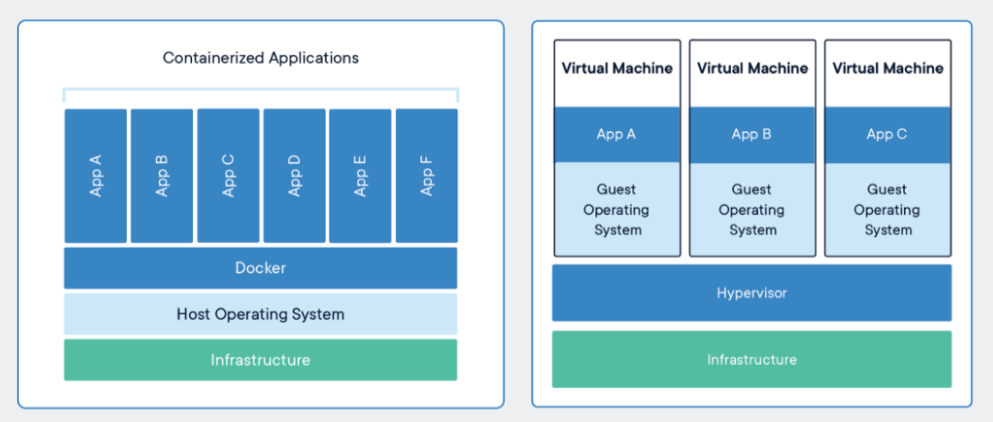 Containerized Applications
App A
App B
App C
App D
App E
App F
Docker
Host Operating System
Infrastructure
Virtual Machine
App A
Guest
Operating
System
Virtual Machine
App B
Guest
Operating
System
Virtual Machine
App C
Guest
Operating
System
Hypervisor
Infrastructure